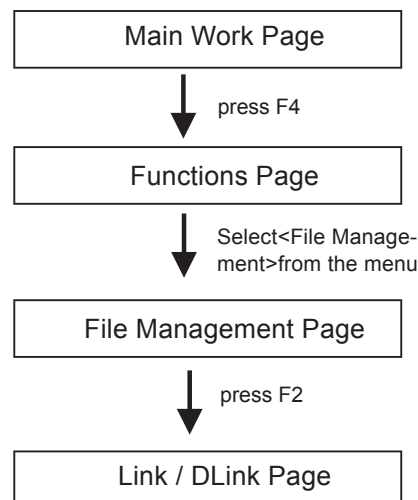 Main Work Page
press F4
Functions Page
Select<File Manage-
ment>from the menu
File Management Page
press F2
Link / DLink Page